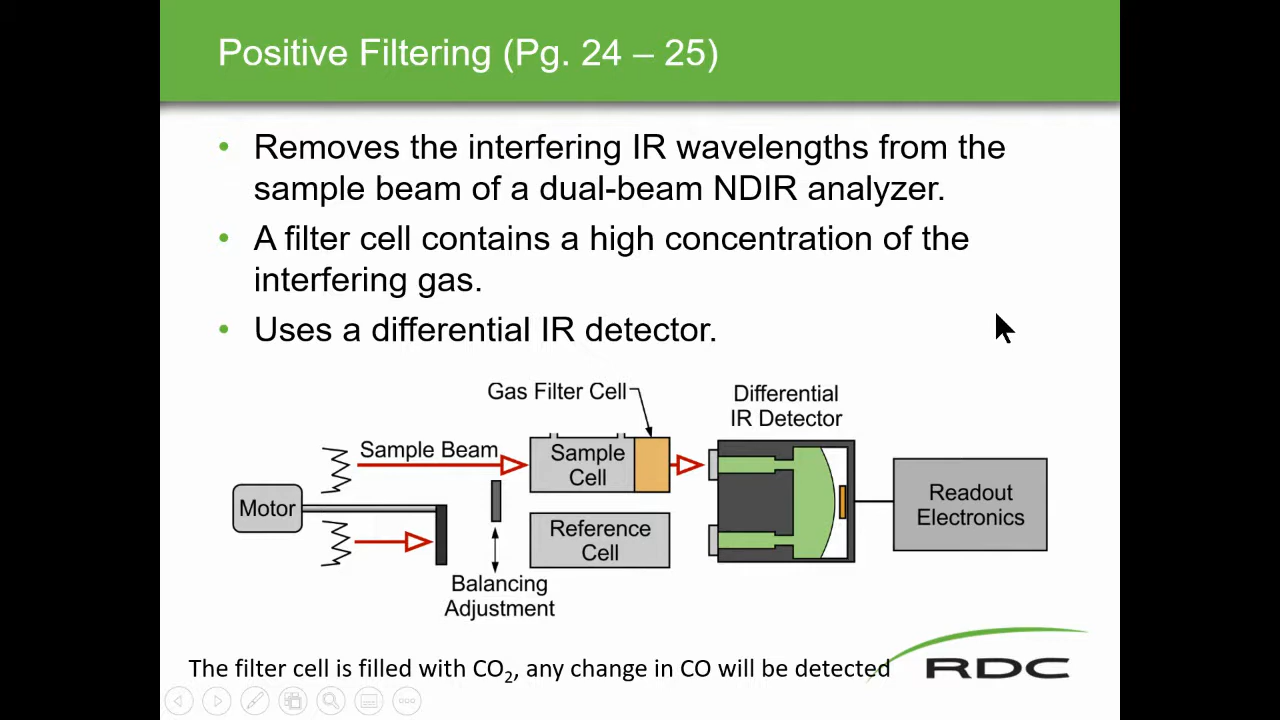 Positive Filtering (Pg. 24 – 25)
• Removes the interfering IR wavelengths from the
sample beam of a dual-beam NDIR analyzer.
• A filter cell contains a high concentration of the
interfering gas.
• Uses a differential IR detector.
Gas Filter Cell
Differential
IR Detector
Sample Beam
Sample
Cell
Motor
Readout
Electronics
Reference
Cell
Balancing
Adjustment
The filter cell is filled with CO₂, any change in CO will be detected
RDC